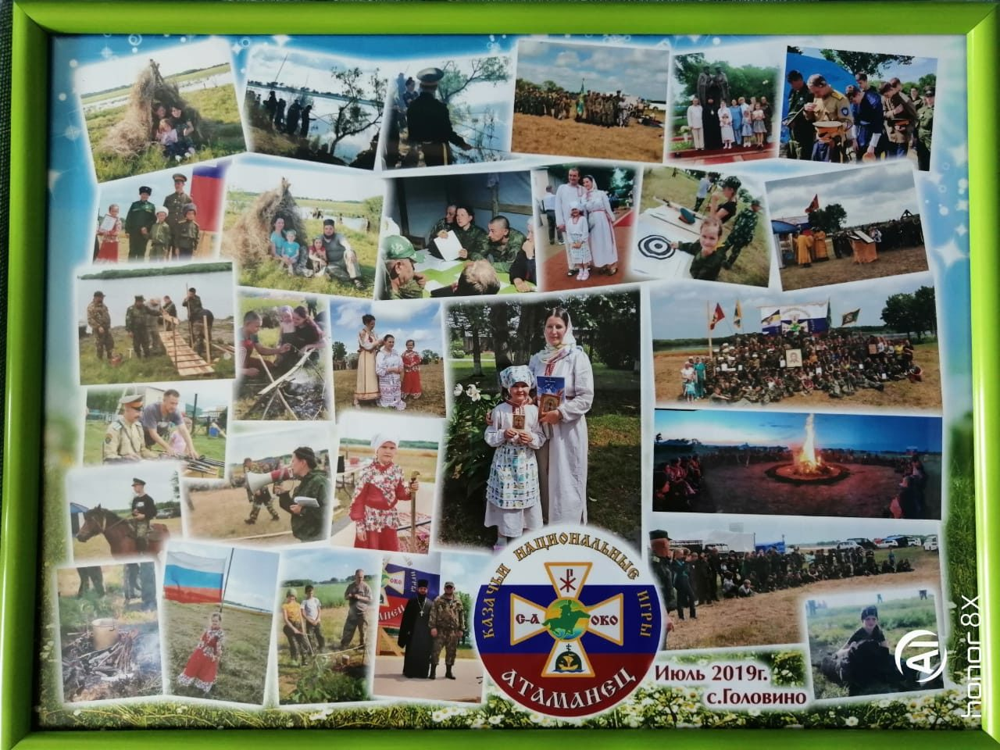 КАЗАЧЬИ НАЦИОНАЛЬНЫЕ ИГРЫ
С-А ОКО
АТАМАНЕЦ
Июль 2019г.
с.Головино
honor 8X